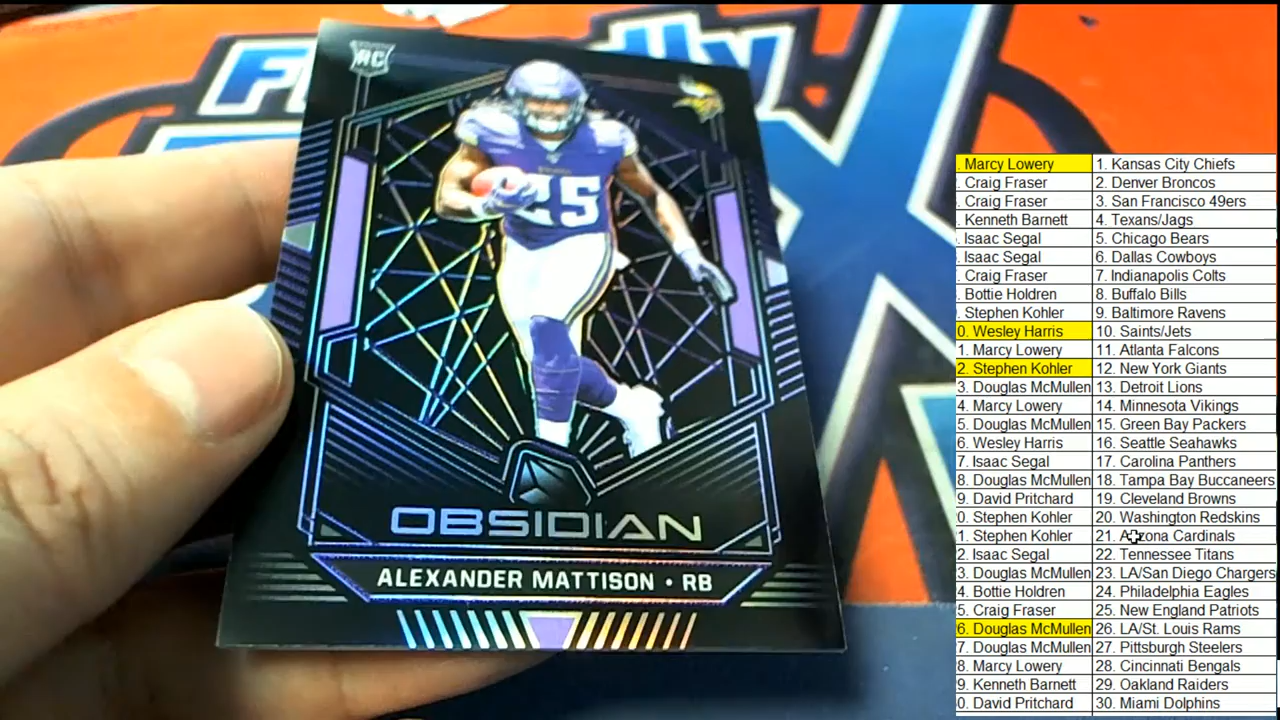 RC
25
OBSIDIAN
ALEXANDER MATTISON • RB
. Marcy Lowery 1. Kansas City Chiefs
. Craig Fraser 2. Denver Broncos
. Craig Fraser 3. San Francisco 49ers
. Kenneth Barnett 4. Texans/Jags
. Isaac Segal 5. Chicago Bears
. Isaac Segal 6. Dallas Cowboys
. Craig Fraser 7. Indianapolis Colts
. Bottie Holdren 8. Buffalo Bills
. Stephen Kohler 9. Baltimore Ravens
0. Wesley Harris 10. Saints/Jets
1. Marcy Lowery 11. Atlanta Falcons
2. Stephen Kohler 12. New York Giants
3. Douglas McMullen 13. Detroit Lions
4. Marcy Lowery 14. Minnesota Vikings
5. Douglas McMullen 15. Green Bay Packers
6. Wesley Harris 16. Seattle Seahawks
7. Isaac Segal 17. Carolina Panthers
8. Douglas McMullen 18. Tampa Bay Buccaneers
9. David Pritchard 19. Cleveland Browns
0. Stephen Kohler 20. Washington Redskins
1. Stephen Kohler 21. Arizona Cardinals
2. Isaac Segal 22. Tennessee Titans
3. Douglas McMullen 23. LA/San Diego Chargers
4. Bottie Holdren 24. Philadelphia Eagles
5. Craig Fraser 25. New England Patriots
6. Douglas McMullen 26. LA/St. Louis Rams
7. Douglas McMullen 27. Pittsburgh Steelers
8. Marcy Lowery 28. Cincinnati Bengals
9. Kenneth Barnett 29. Oakland Raiders
0. David Pritchard 30. Miami Dolphins